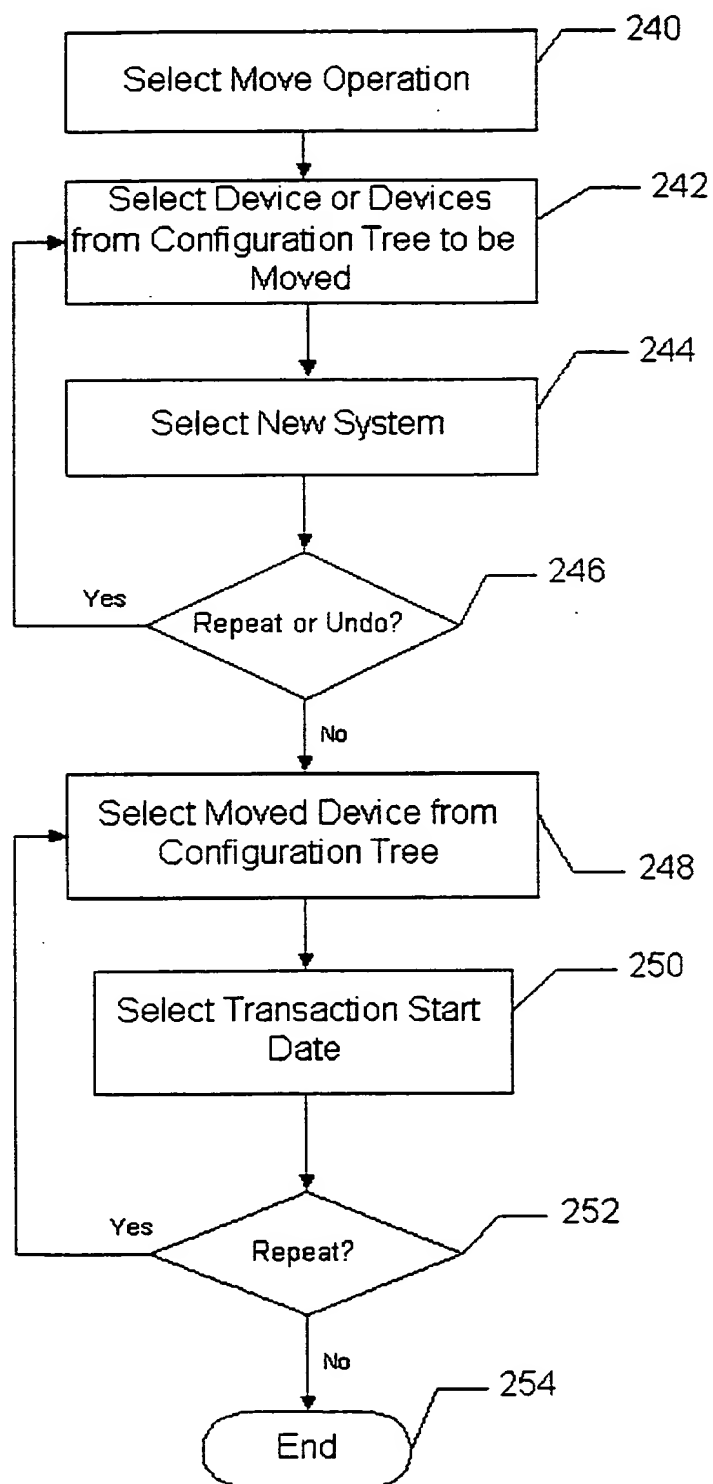 240
Select Move Operation
242
Select Device or Devices
from Configuration Tree to be
Moved
244
Select New System
246
Yes
Repeat or Undo?
No
Select Moved Device from
Configuration Tree
248
250
Select Transaction Start
Date
252
Yes
Repeat?
No
254
End